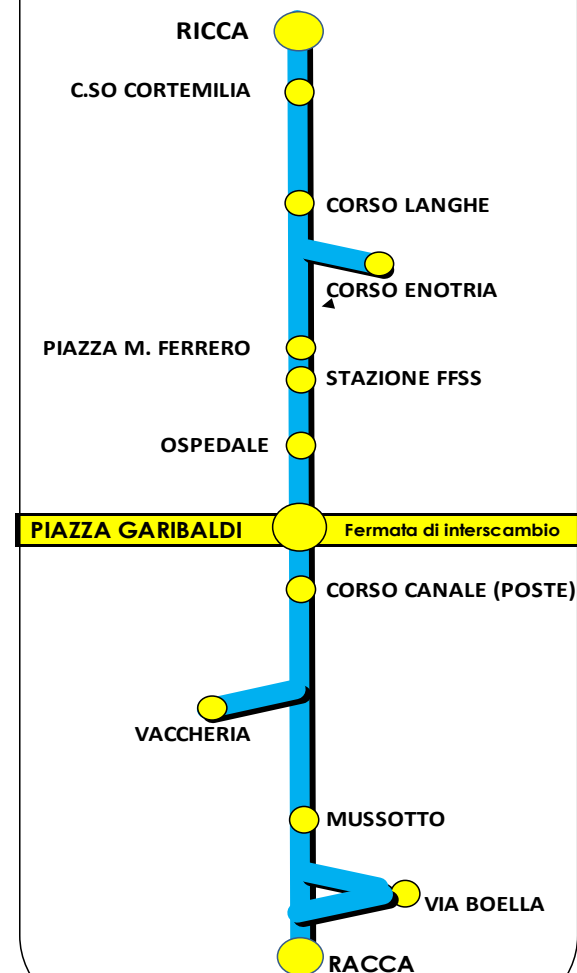 RICCA
C.SO CORTEMILIA
CORSO LANGHE
CORSO ENOTRIA
PIAZZA M. FERRERO
STAZIONE FFSS
OSPEDALE
PIAZZA GARIBALDI Fermata di interscambio
CORSO CANALE (POSTE)
VACCHERIA
MUSSOTTO
VIA BOELLA
RACCA